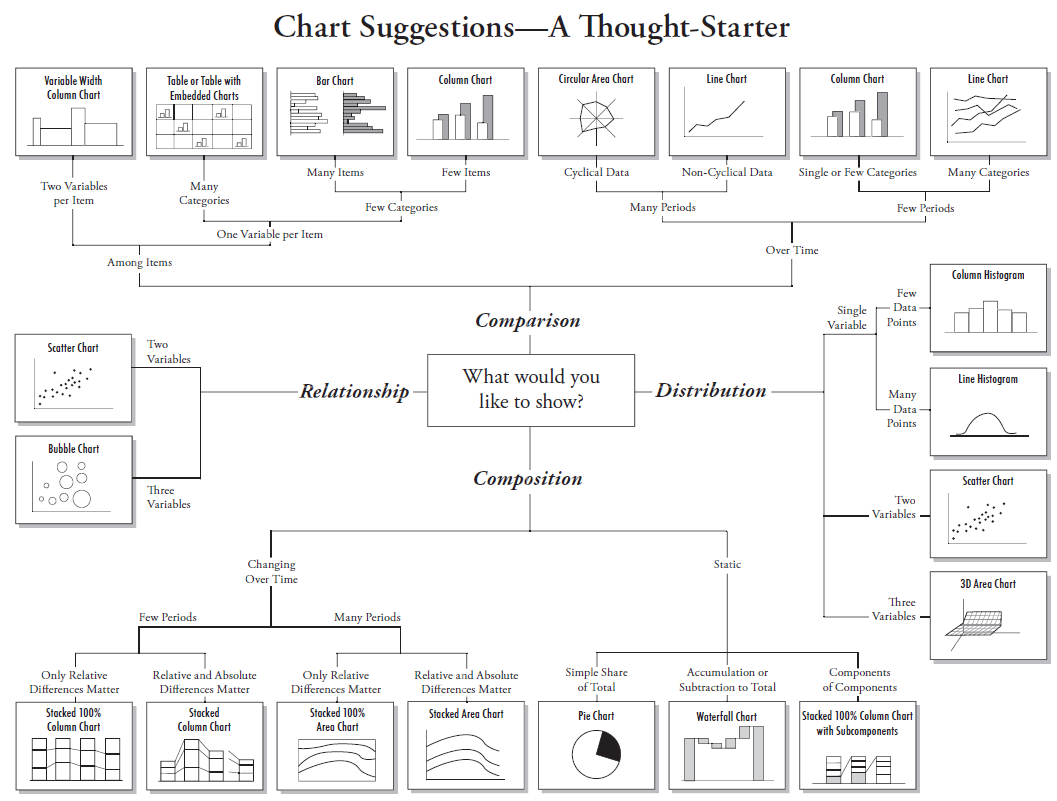 Chart Suggestions—A Thought-Starter
Variable Width
Column Chart
Table or Table with
Embedded Charts
Bar Chart
Column Chart
Circular Area Chart
Line Chart
Column Chart
Line Chart
Two Variables
per Item
Many
Categories
Many Items
Few Items
Cyclical Data
Non-Cyclical Data
Single or Few Categories
Many Categories
Few Categories
Many Periods
Few Periods
One Variable per Item
Over Time
Among Items
Comparison
What would you
like to show?
Relationship
Distribution
Composition
Scatter Chart
Two
Variables
Bubble Chart
Three
Variables
Single
Variable
Few
Data
Points
Column Histogram
Many
Data
Points
Line Histogram
Two
Variables
Scatter Chart
Three
Variables
3D Area Chart
Changing
Over Time
Static
Few Periods
Many Periods
Only Relative
Differences Matter
Relative and Absolute
Differences Matter
Only Relative
Differences Matter
Relative and Absolute
Differences Matter
Simple Share
of Total
Accumulation or
Subtraction to Total
Components
of Components
Stacked 100%
Column Chart
Stacked
Column Chart
Stacked 100%
Area Chart
Stacked Area Chart
Pie Chart
Waterfall Chart
Stacked 100% Column Chart
with Subcomponents